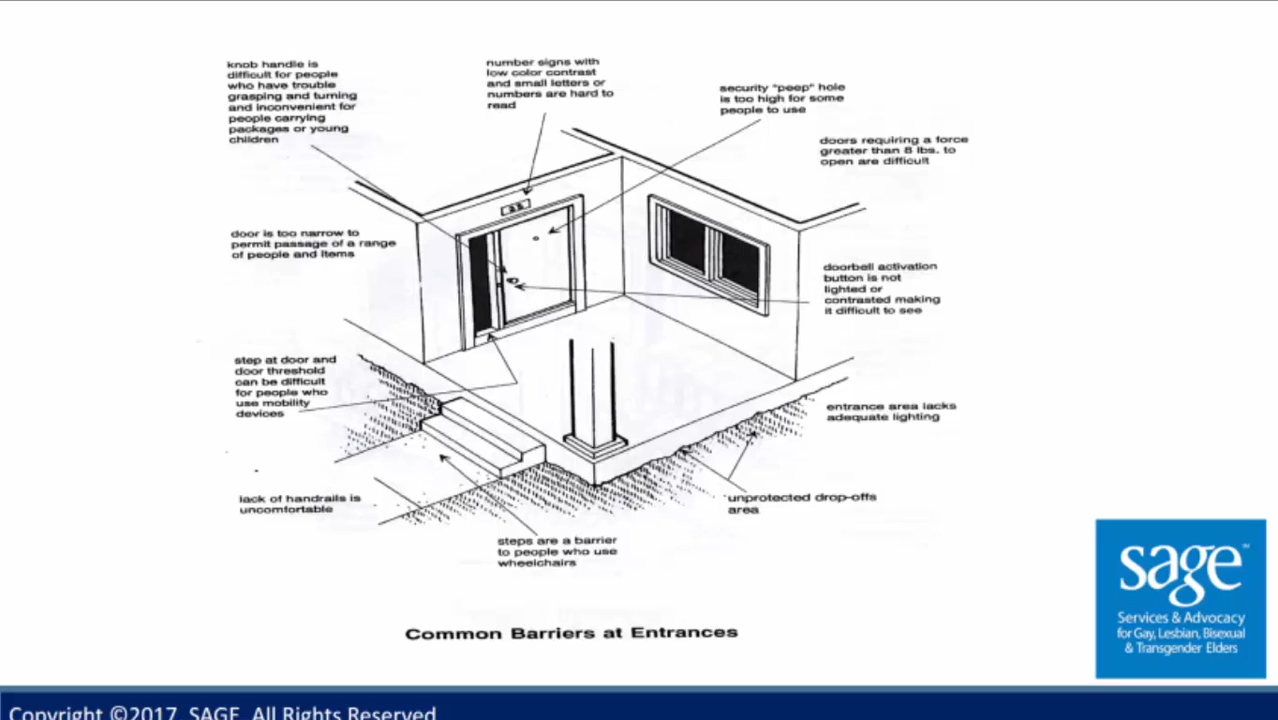 knob handle is
difficult for people
who have trouble
grasping and turning
and inconvenient for
people carrying
packages or young
children
number signs with
low color contrast
and small letters or
numbers are hard to
read
security "peep" hole
is too high for some
people to use
doors requiring a force
greater than 8 lbs. to
open are difficult
door is too narrow to
permit passage of a range
of people and items
doorbell activation
button is not
lighted or
contrasted making
it difficult to see
step at door and
door threshold
can be difficult
for people who
use mobility
devices
entrance area lacks
adequate lighting
lack of handrails is
uncomfortable
unprotected drop-offs
area
steps are a barrier
to people who use
wheelchairs
Common Barriers at Entrances
sage™
Services & Advocacy
for Gay, Lesbian, Bisexual
& Transgender Elders
Copyright ©2017 SAGE. All Rights Reserved